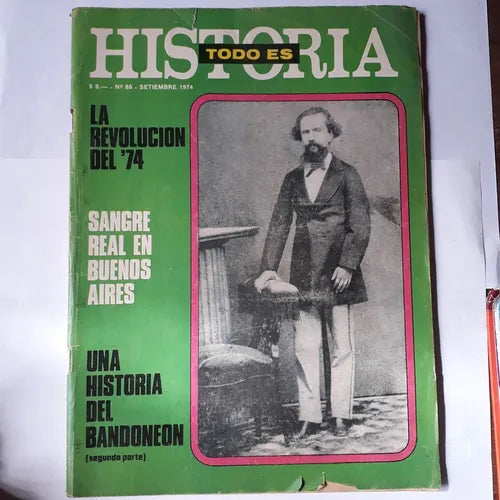 HISTORIA
TODO ES
$ 8.— - Nº 88 - SETIEMBRE 1974
LA
REVOLUCION
DEL '74
SANGRE
REAL EN
BUENOS
AIRES
UNA
HISTORIA
DEL
BANDONEON
(segunda parte)